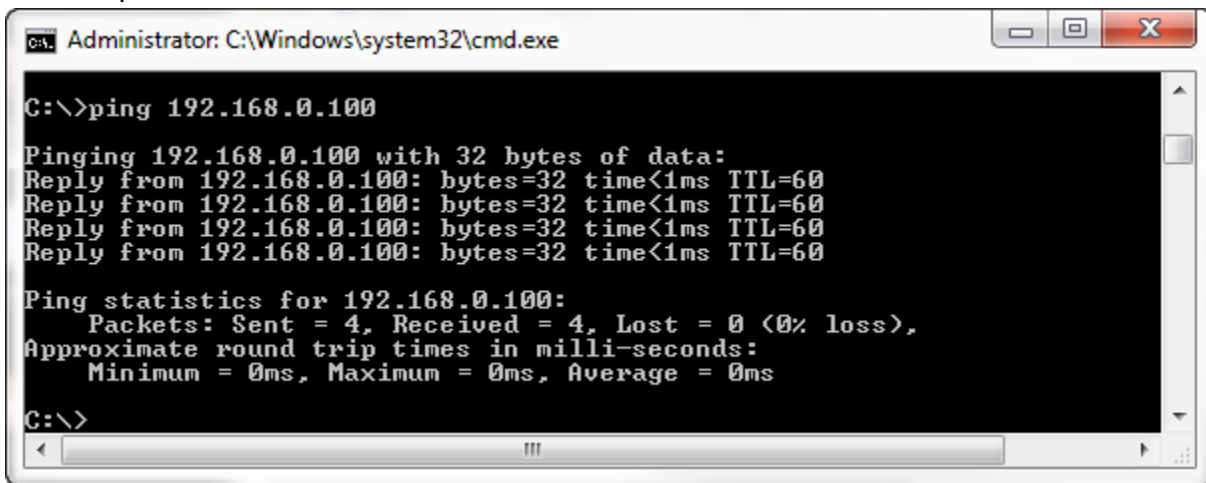 Administrator: C:\Windows\system32\cmd.exe
C:\>ping 192.168.0.100
Pinging 192.168.0.100 with 32 bytes of data:
Reply from 192.168.0.100: bytes=32 time<1ms TTL=60
Reply from 192.168.0.100: bytes=32 time<1ms TTL=60
Reply from 192.168.0.100: bytes=32 time<1ms TTL=60
Reply from 192.168.0.100: bytes=32 time<1ms TTL=60
Ping statistics for 192.168.0.100:
    Packets: Sent = 4, Received = 4, Lost = 0 (0% loss),
Approximate round trip times in milli-seconds:
    Minimum = 0ms, Maximum = 0ms, Average = 0ms
C:\>